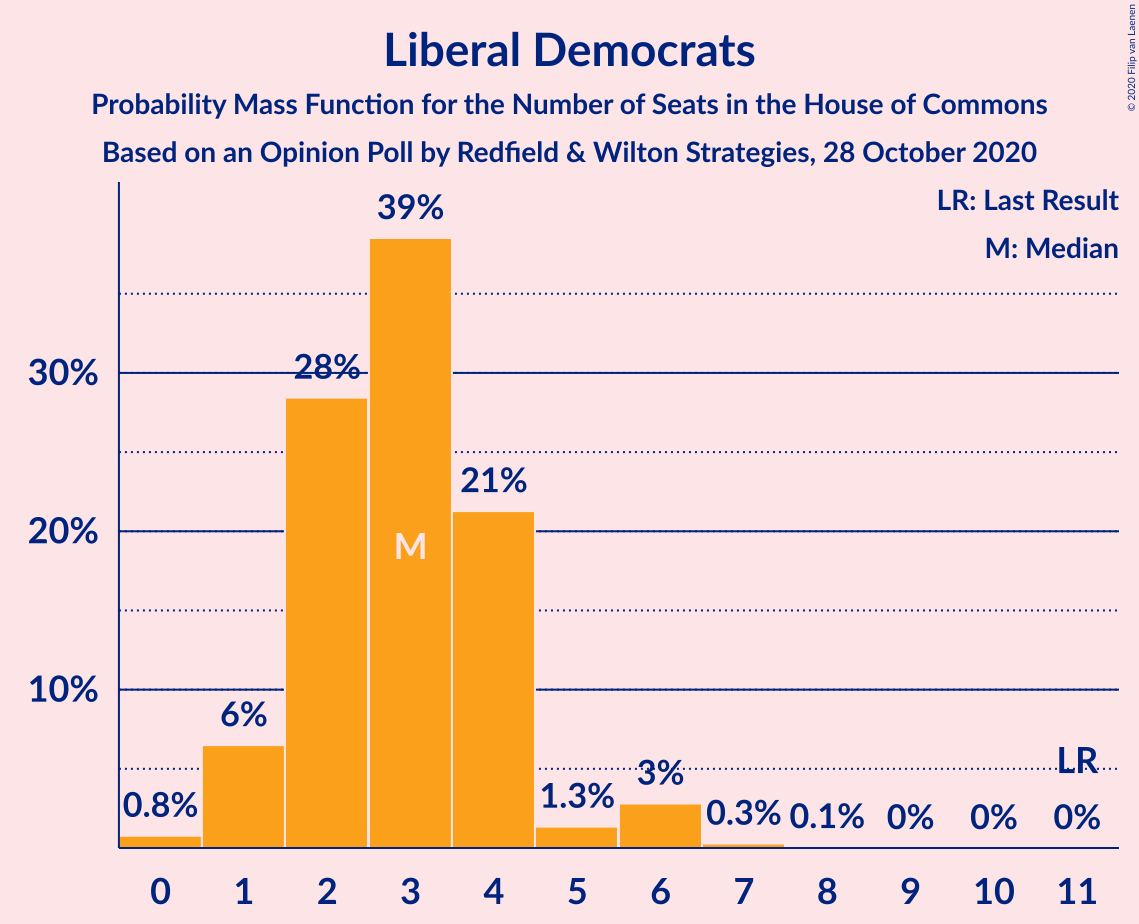 Liberal Democrats
Probability Mass Function for the Number of Seats in the House of Commons
Based on an Opinion Poll by Redfield & Wilton Strategies, 28 October 2020
© 2020 Filip van Laenen
LR: Last Result
M: Median
39%
30%
28%
21%
20%
M
10%
6%
LR
3%
0.8%
1.3%
0.3%
0.1%
0%
0%
0%
0 1 2 3 4 5 6 7 8 9 10 11